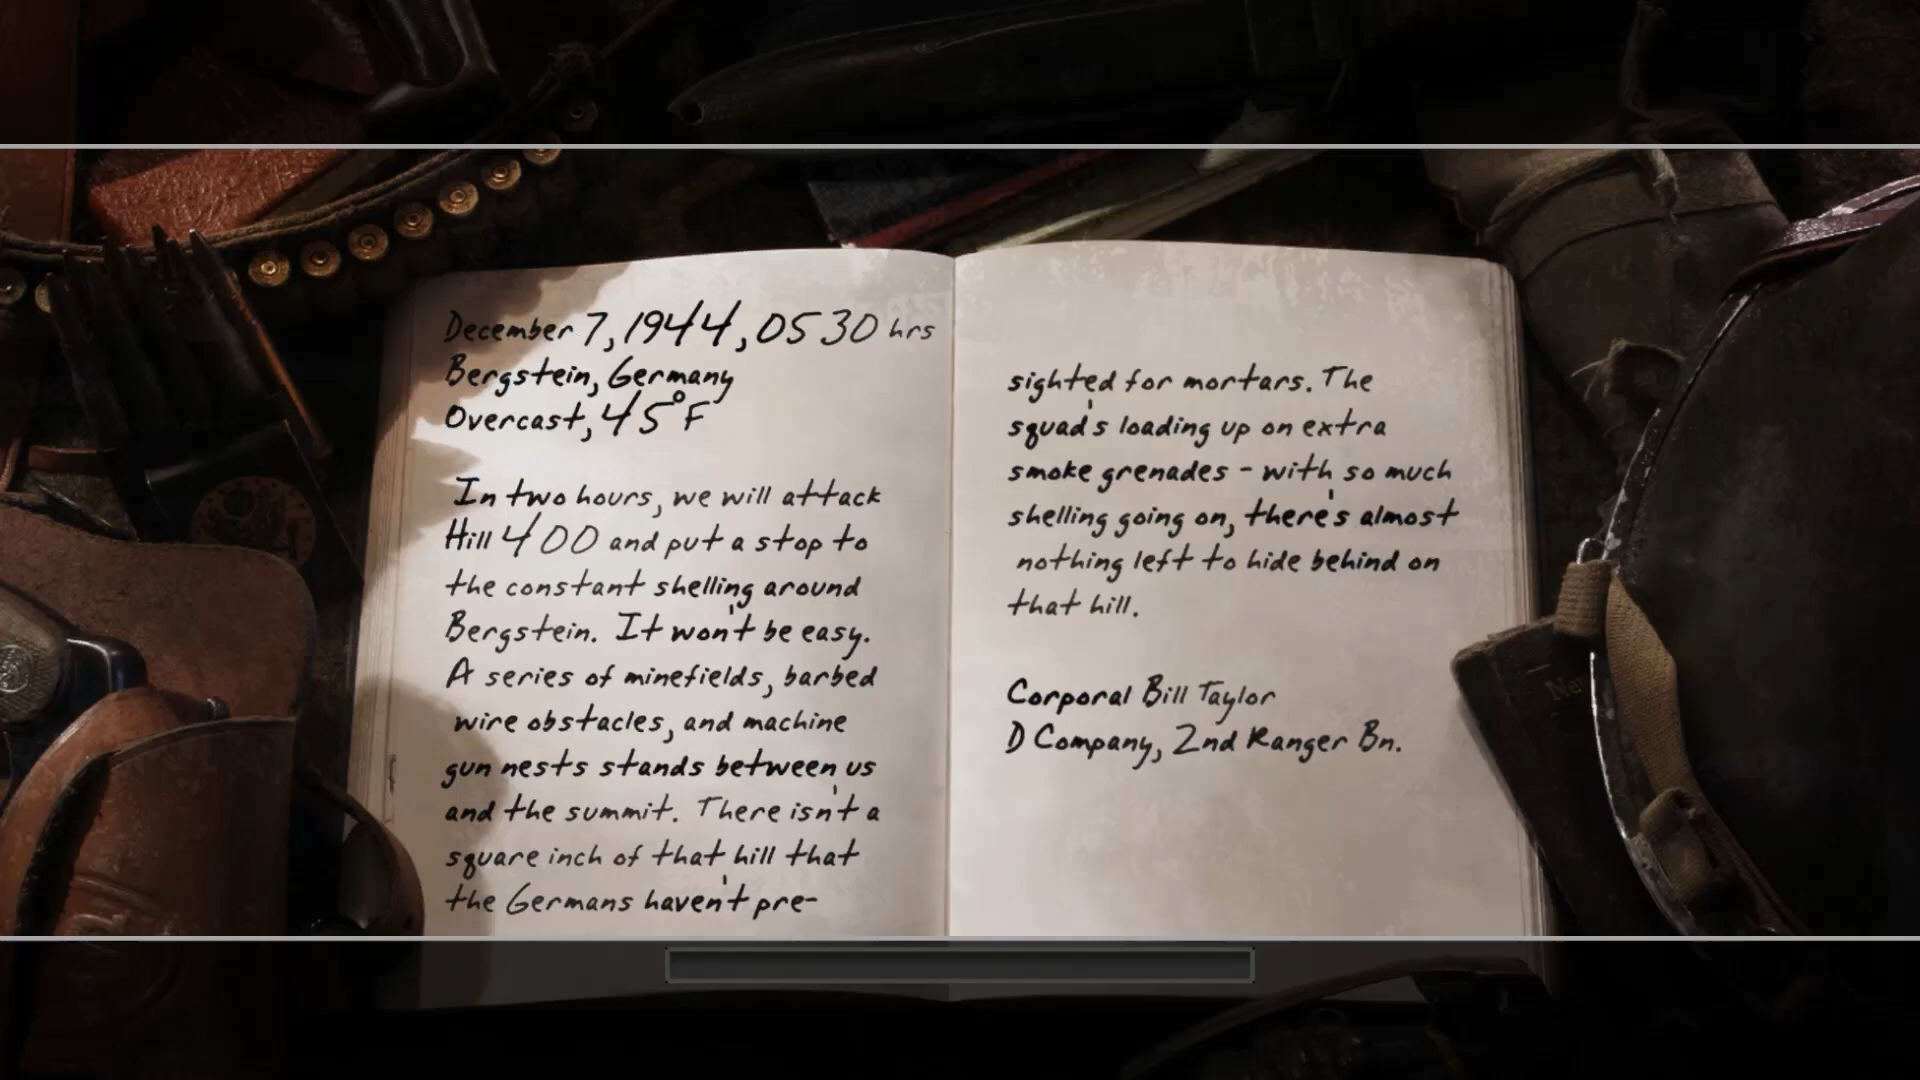 December 7, 1944, 0530 hrs
Bergstein, Germany
Overcast, 45°F
In two hours, we will attack
Hill 400 and put a stop to
the constant shelling around
Bergstein. It won't be easy.
A series of minefields, barbed
wire obstacles, and machine
gun nests stands between us
and the summit. There isn't a
square inch of that hill that
the Germans haven't pre-
sighted for mortars. The
squad's loading up on extra
smoke grenades - with so much
shelling going on, there's almost
nothing left to hide behind on
that hill.
Corporal Bill Taylor
D Company, 2nd Ranger Bn.